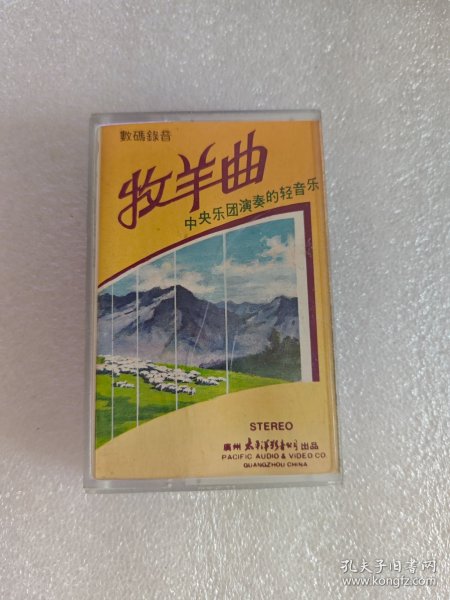 數碼錄音
牧羊曲
中央乐团演奏的轻音乐
STEREO
廣州 太平洋影音公司 出品
PACIFIC AUDIO & VIDEO CO
GUANGZHOU CHINA
孔夫子旧书网
www.kongfz.com